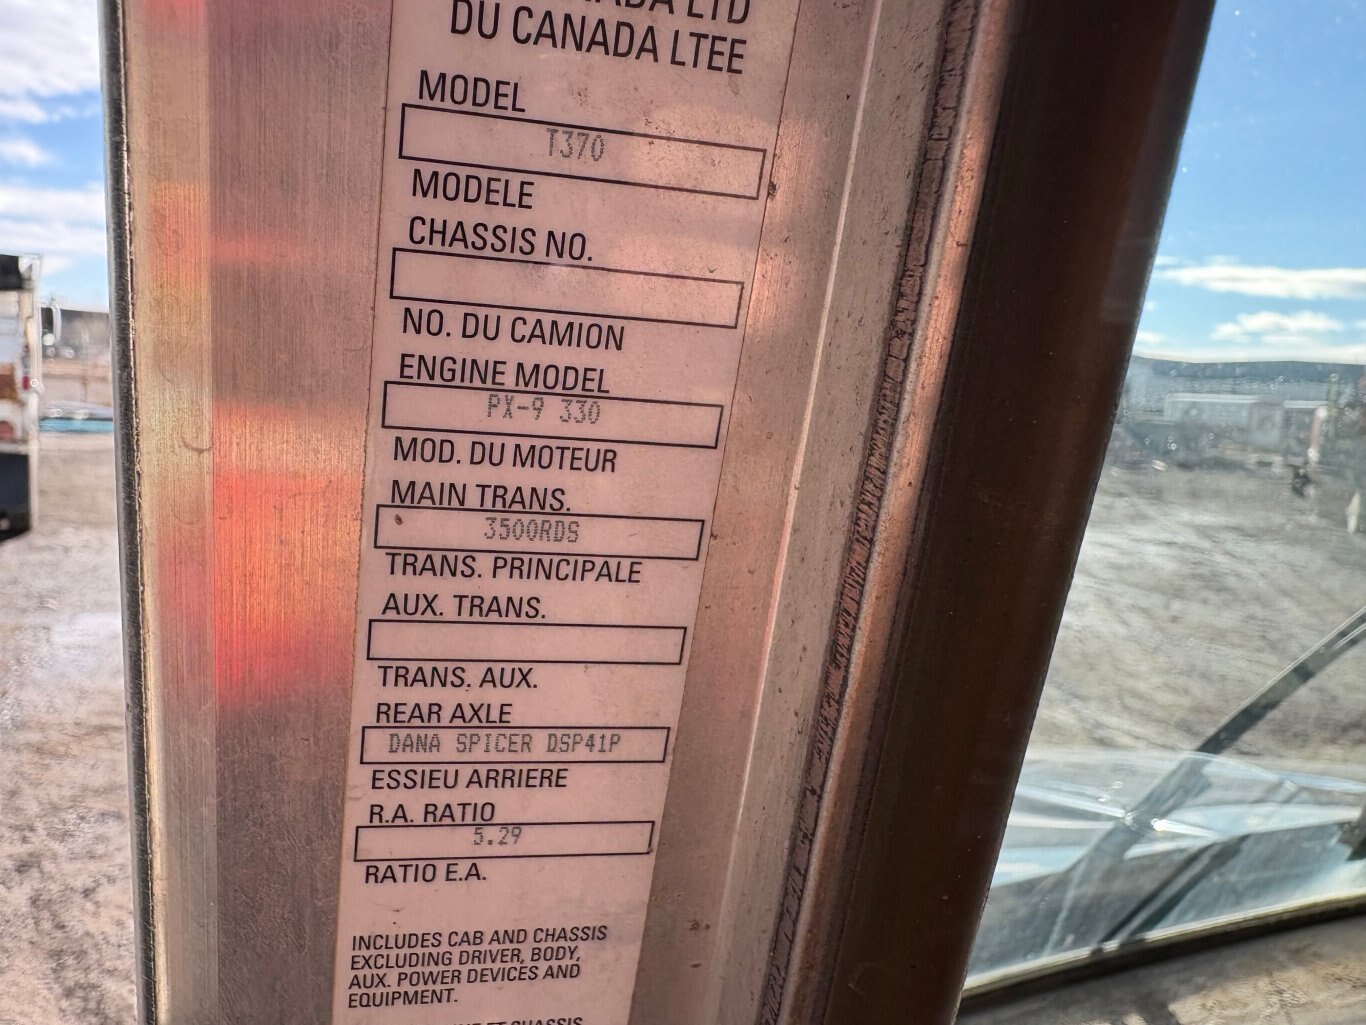 LTD
DU CANADA LTEE
MODEL
T370
MODELE
CHASSIS NO.
NO. DU CAMION
ENGINE MODEL
PX-9 330
MOD. DU MOTEUR
MAIN TRANS.
3500RDS
TRANS. PRINCIPALE
AUX. TRANS.
TRANS. AUX.
REAR AXLE
DANA SPICER DSP41P
ESSIEU ARRIERE
R.A. RATIO
5.29
RATIO E.A.
INCLUDES CAB AND CHASSIS
EXCLUDING DRIVER, BODY,
AUX. POWER DEVICES AND
EQUIPMENT.